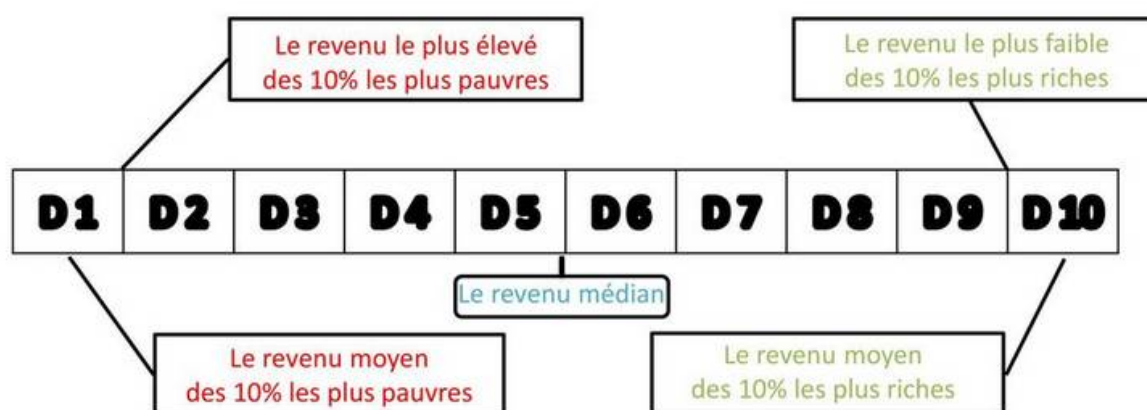 Le revenu le plus élevé
des 10% les plus pauvres
Le revenu le plus faible
des 10% les plus riches
D1 D2 D3 D4 D5 D6 D7 D8 D9 D10
Le revenu médian
Le revenu moyen
des 10% les plus pauvres
Le revenu moyen
des 10% les plus riches